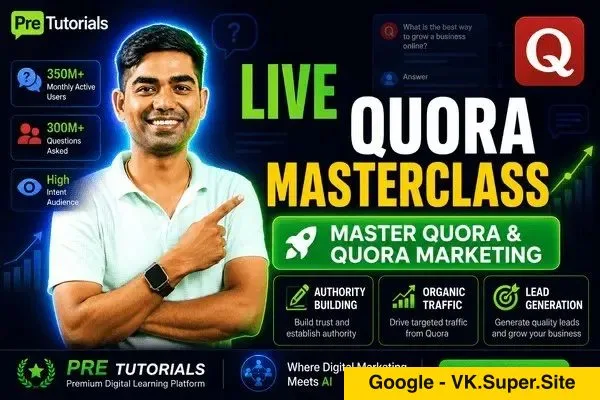 Pre Tutorials
350M+
Monthly Active
Users
300M+
Questions
Asked
High
Intent
Audience
What is the best way
to grow a business
online?
Answer
Q
LIVE
QUORA
MASTERCLASS
MASTER QUORA &
QUORA MARKETING
AUTHORITY
BUILDING
Build trust and
establish authority
ORGANIC
TRAFFIC
Drive targeted traffic
from Quora
LEAD
GENERATION
Generate quality leads
and grow your business
PRE TUTORIALS
Premium Digital Learning Platform
Where Digital Marketing
Meets AI
Google - VK.Super.Site